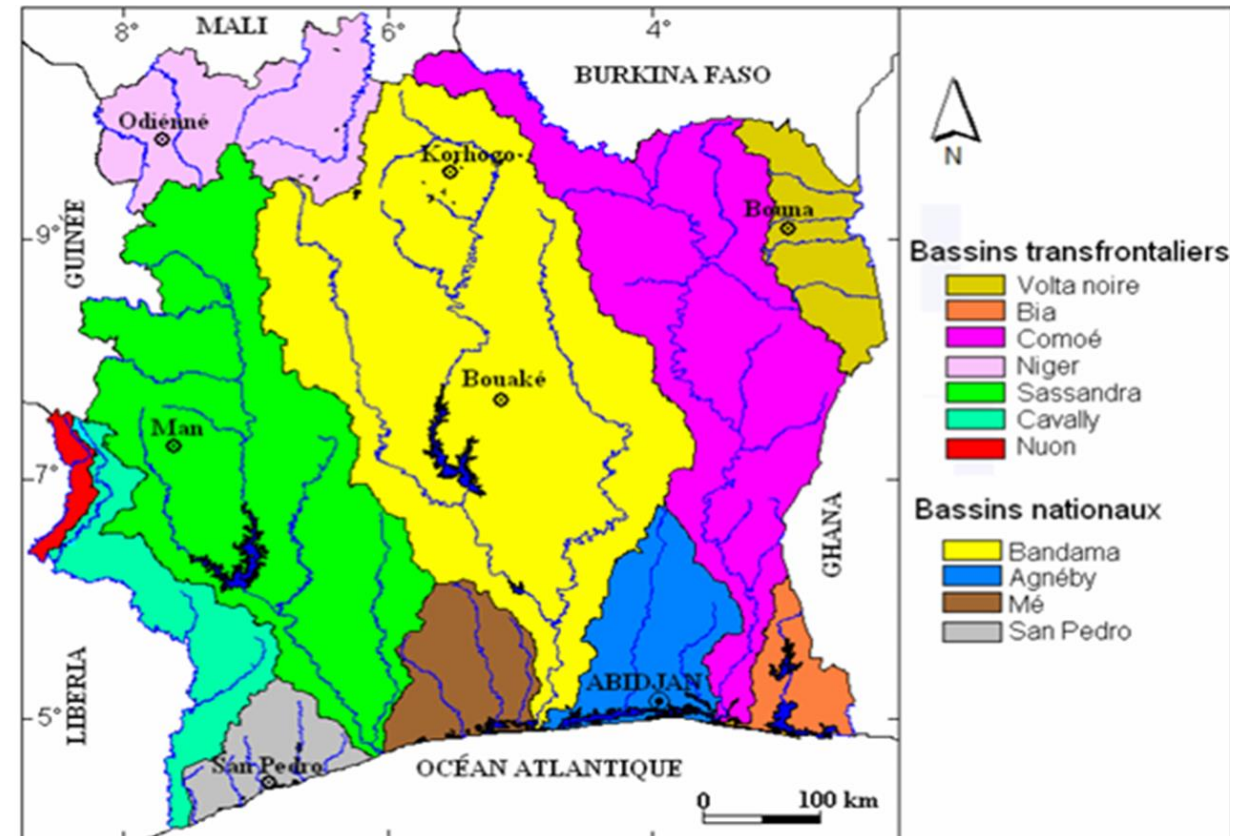 8°
MALI
6°
4°
BURKINA FASO
Odiénné
Korhogo
N
GUINÉE
9°
Bouna
Bassins transfrontaliers
Volta noire
Bia
Comoé
Niger
Sassandra
Cavally
Nuon
Bouaké
Man
7°
GHANA
Bassins nationaux
Bandama
Agnéby
Mé
San Pedro
LIBERIA
ABIDJAN
5°
San Pedro
OCÉAN ATLANTIQUE
0 100 km